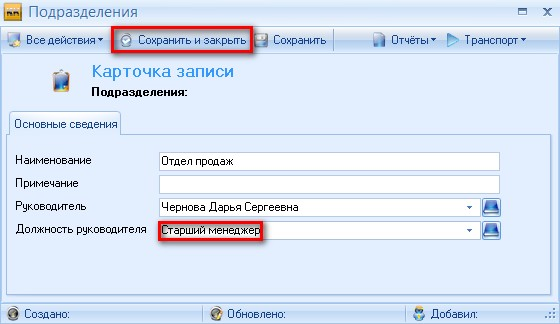 Подразделения
Все действия Сохранить и закрыть Сохранить Отчёты Транспорт
Карточка записи
Подразделения:
Основные сведения
Наименование Отдел продаж
Примечание
Руководитель Чернова Дарья Сергеевна
Должность руководителя Старший менеджер
Создано: Обновлено: Добавил: